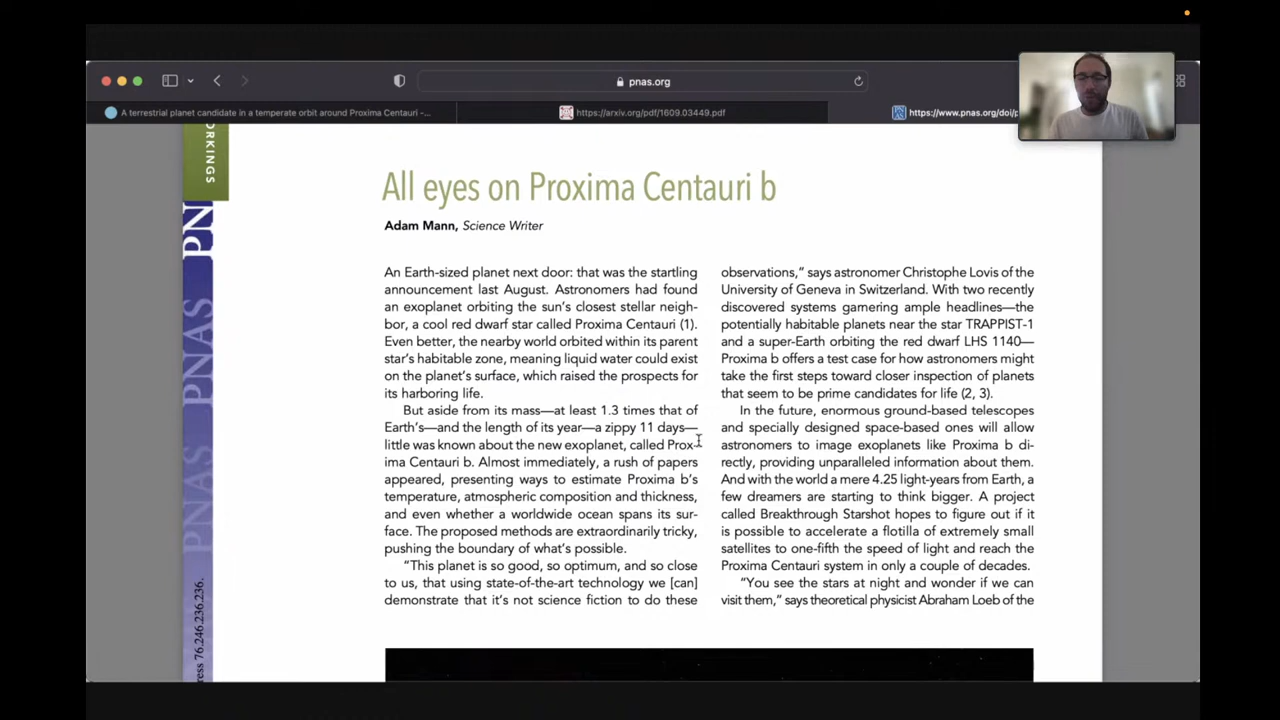 pnas.org
A terrestrial planet candidate in a temperate orbit around Proxima Centauri -...
https://arxiv.org/pdf/1609.03449.pdf
https://www.pnas.org/doi/p
ORKINGS
PNAS
PN
All eyes on Proxima Centauri b
Adam Mann, Science Writer
An Earth-sized planet next door: that was the startling
announcement last August. Astronomers had found
an exoplanet orbiting the sun's closest stellar neigh-
bor, a cool red dwarf star called Proxima Centauri (1).
Even better, the nearby world orbited within its parent
star's habitable zone, meaning liquid water could exist
on the planet's surface, which raised the prospects for
its harboring life.
But aside from its mass—at least 1.3 times that of
Earth's—and the length of its year—a zippy 11 days—
little was known about the new exoplanet, called Prox-
ima Centauri b. Almost immediately, a rush of papers
appeared, presenting ways to estimate Proxima b's
temperature, atmospheric composition and thickness,
and even whether a worldwide ocean spans its sur-
face. The proposed methods are extraordinarily tricky,
pushing the boundary of what's possible.
"This planet is so good, so optimum, and so close
to us, that using state-of-the-art technology we [can]
demonstrate that it's not science fiction to do these
observations," says astronomer Christophe Lovis of the
University of Geneva in Switzerland. With two recently
discovered systems garnering ample headlines—the
potentially habitable planets near the star TRAPPIST-1
and a super-Earth orbiting the red dwarf LHS 1140—
Proxima b offers a test case for how astronomers might
take the first steps toward closer inspection of planets
that seem to be prime candidates for life (2, 3).
In the future, enormous ground-based telescopes
and specially designed space-based ones will allow
astronomers to image exoplanets like Proxima b di-
rectly, providing unparalleled information about them.
And with the world a mere 4.25 light-years from Earth, a
few dreamers are starting to think bigger. A project
called Breakthrough Starshot hopes to figure out if it
is possible to accelerate a flotilla of extremely small
satellites to one-fifth the speed of light and reach the
Proxima Centauri system in only a couple of decades.
"You see the stars at night and wonder if we can
visit them," says theoretical physicist Abraham Loeb of the
PNAS
PNAS
ress 76.246.236.236.